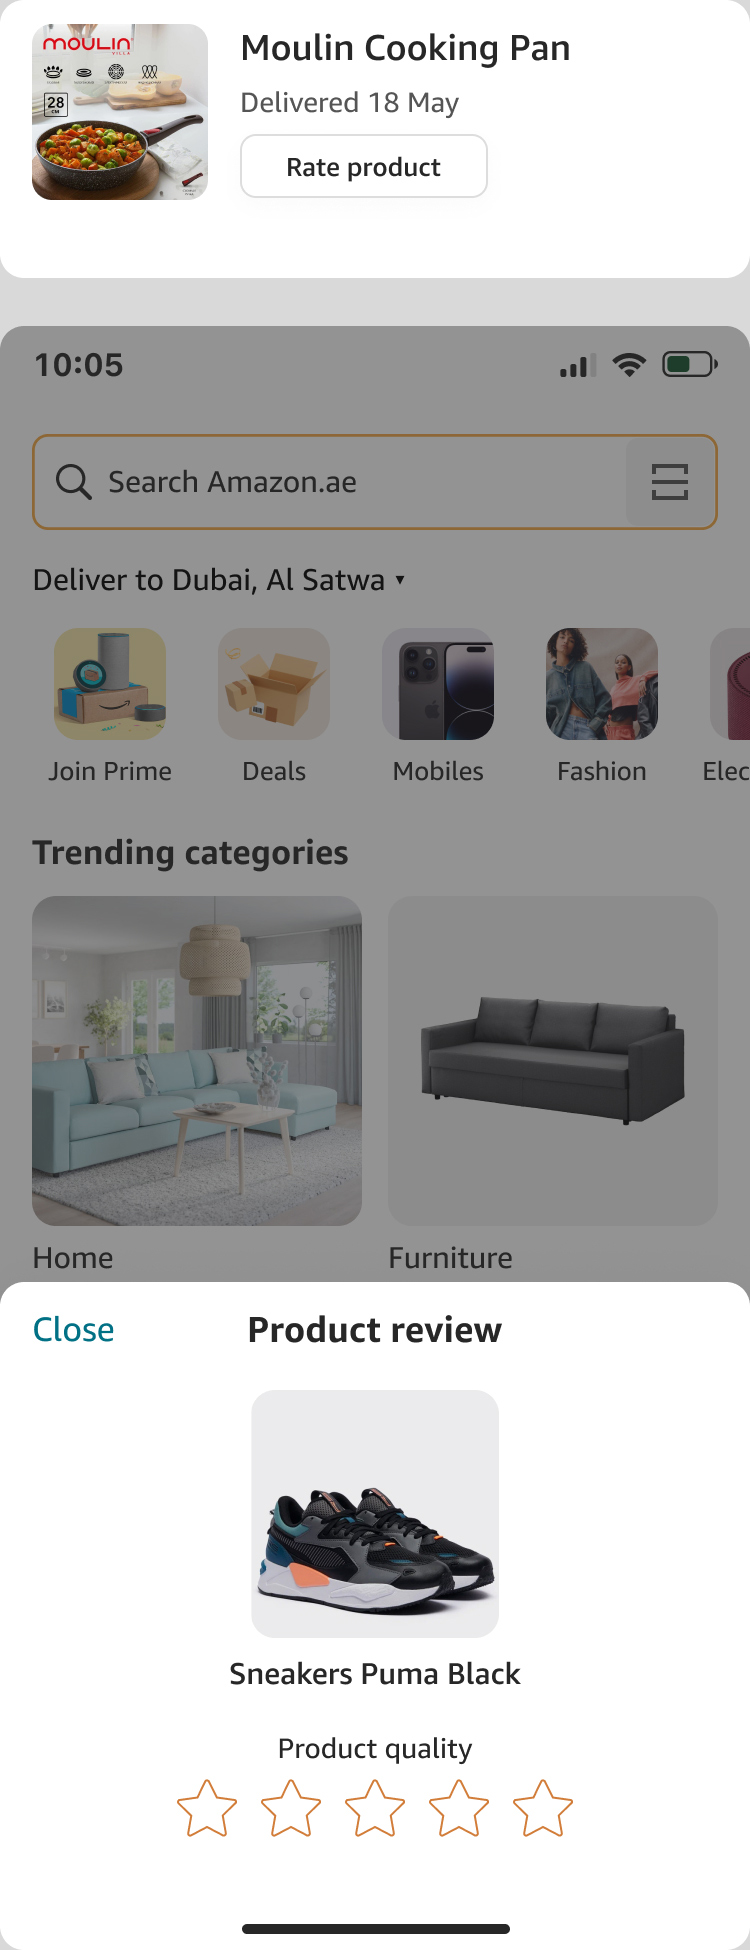 MOULIN
VILLA
28
CM
Moulin Cooking Pan
Delivered 18 May
Rate product
10:05
Search Amazon.ae
Deliver to Dubai, Al Satwa ▾
Join Prime
Deals
Mobiles
Fashion
Elec
Trending categories
Home
Furniture
Close
Product review
Sneakers Puma Black
Product quality